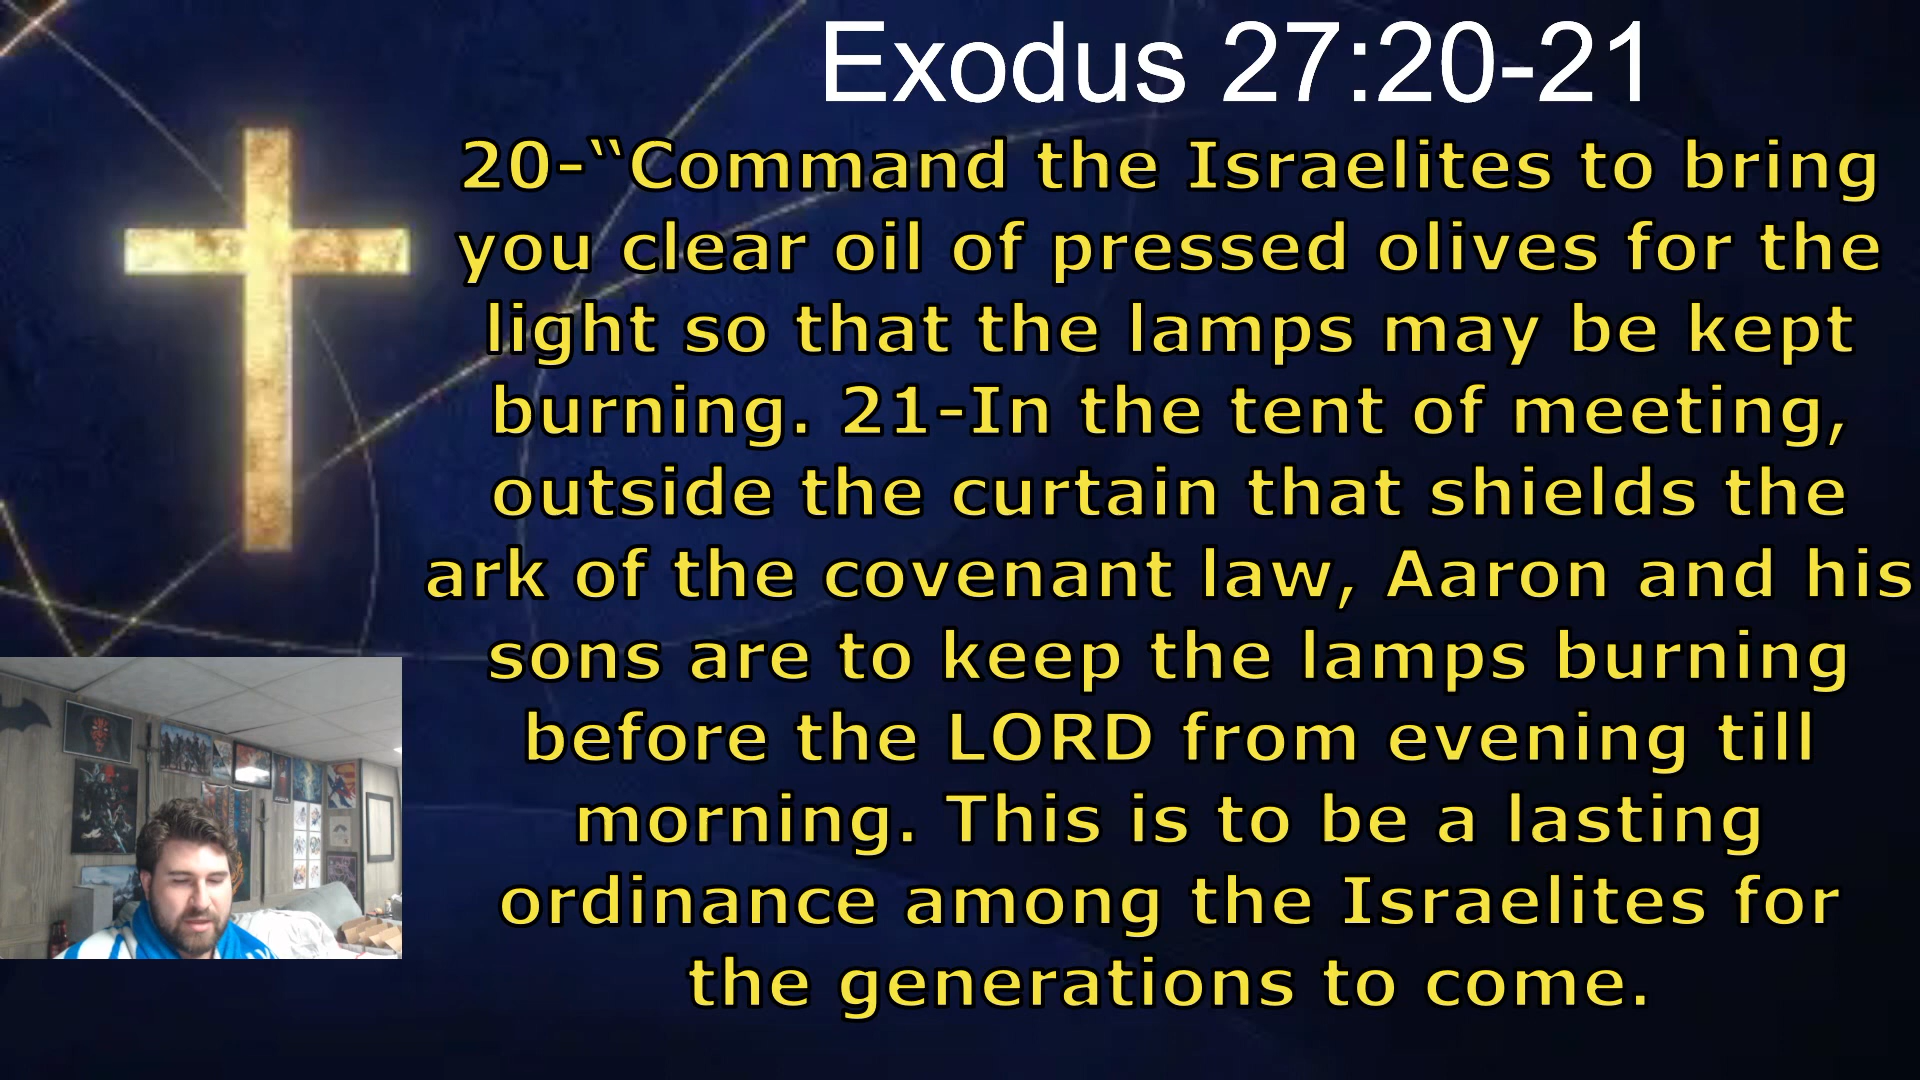 Exodus 27:20-21
20-“Command the Israelites to bring
you clear oil of pressed olives for the
light so that the lamps may be kept
burning. 21-In the tent of meeting,
outside the curtain that shields the
ark of the covenant law, Aaron and his
sons are to keep the lamps burning
before the LORD from evening till
morning. This is to be a lasting
ordinance among the Israelites for
the generations to come.